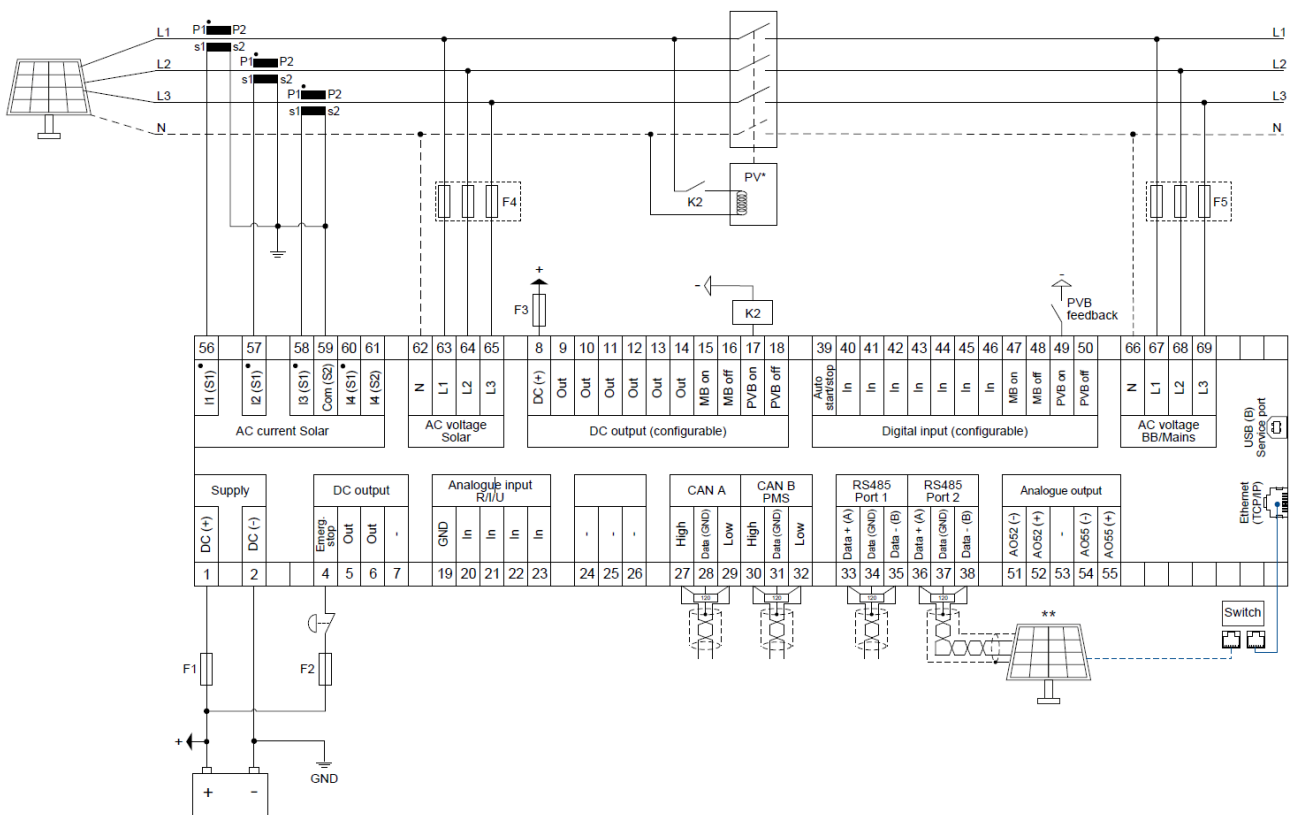 P1 P2
L1 L1
s1 s2
P1 P2
L2 L2
s1 s2
P1 P2
L3 L3
s1 s2
N N
PV*
K2
F4 F5
+ -
F3 - K2 PVB feedback
56 57 58 59 60 61 62 63 64 65 8 9 10 11 12 13 14 15 16 17 18 39 40 41 42 43 44 45 46 47 48 49 50 66 67 68 69
I1 (S1) I2 (S1) I3 (S1) Com (S2) I4 (S1) I4 (S2)
AC current Solar
N L1 L2 L3
AC voltage
Solar
DC (+) Out Out Out Out Out Out MB on MB off PVB on PVB off
DC output (configurable)
Auto start/stop In In In In In In In MB on MB off PVB on PVB off
Digital input (configurable)
N L1 L2 L3
AC voltage
BB/Mains
USB (B)
Service port
Ethernet
(TCP/IP)
Supply
DC (+) DC (-)
DC output
Emerg. stop Out Out -
Analogue input
R/I/U
GND In In In In
- - -
CAN A
High Data (GND) Low
CAN B
PMS
High Data (GND) Low
RS485
Port 1
Data + (A) Data (GND) Data - (B)
RS485
Port 2
Data + (A) Data (GND) Data - (B)
Analogue output
AO52 (-) AO52 (+) - AO55 (-) AO55 (+)
1 2 4 5 6 7 19 20 21 22 23 24 25 26 27 28 29 30 31 32 33 34 35 36 37 38 51 52 53 54 55
120 120 120 120
**
Switch
F1 F2
+
GND
+ -